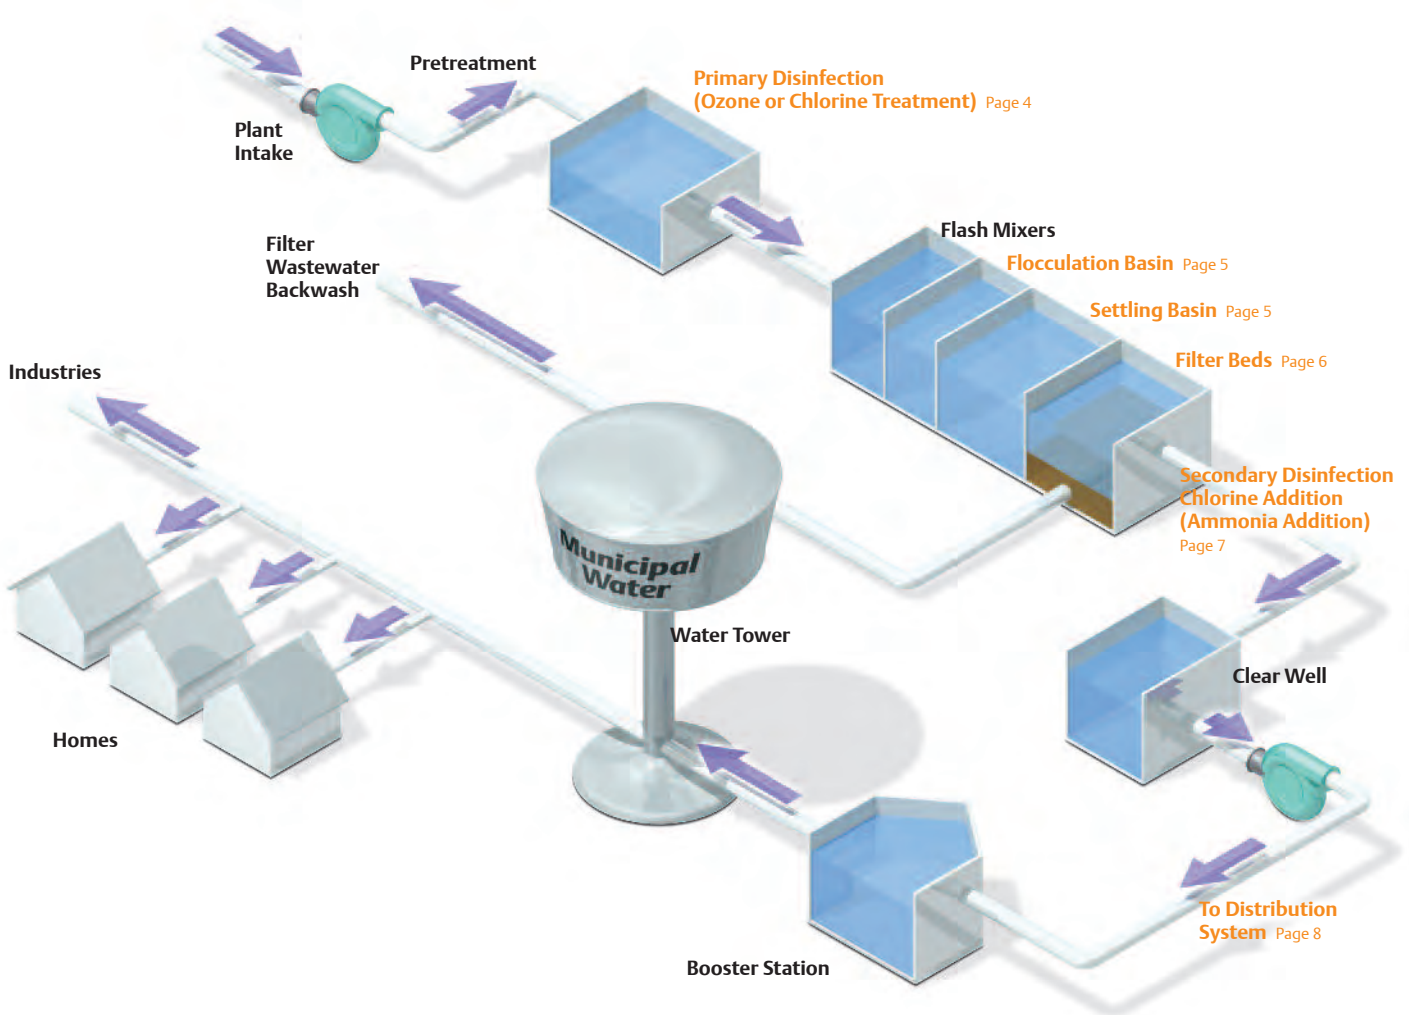 Pretreatment
Primary Disinfection
(Ozone or Chlorine Treatment) Page 4
Plant
Intake
Flash Mixers
Filter
Wastewater
Backwash
Flocculation Basin Page 5
Settling Basin Page 5
Filter Beds Page 6
Industries
Secondary Disinfection
Chlorine Addition
(Ammonia Addition)
Page 7
Municipal
Water
Water Tower
Clear Well
Homes
To Distribution
System Page 8
Booster Station